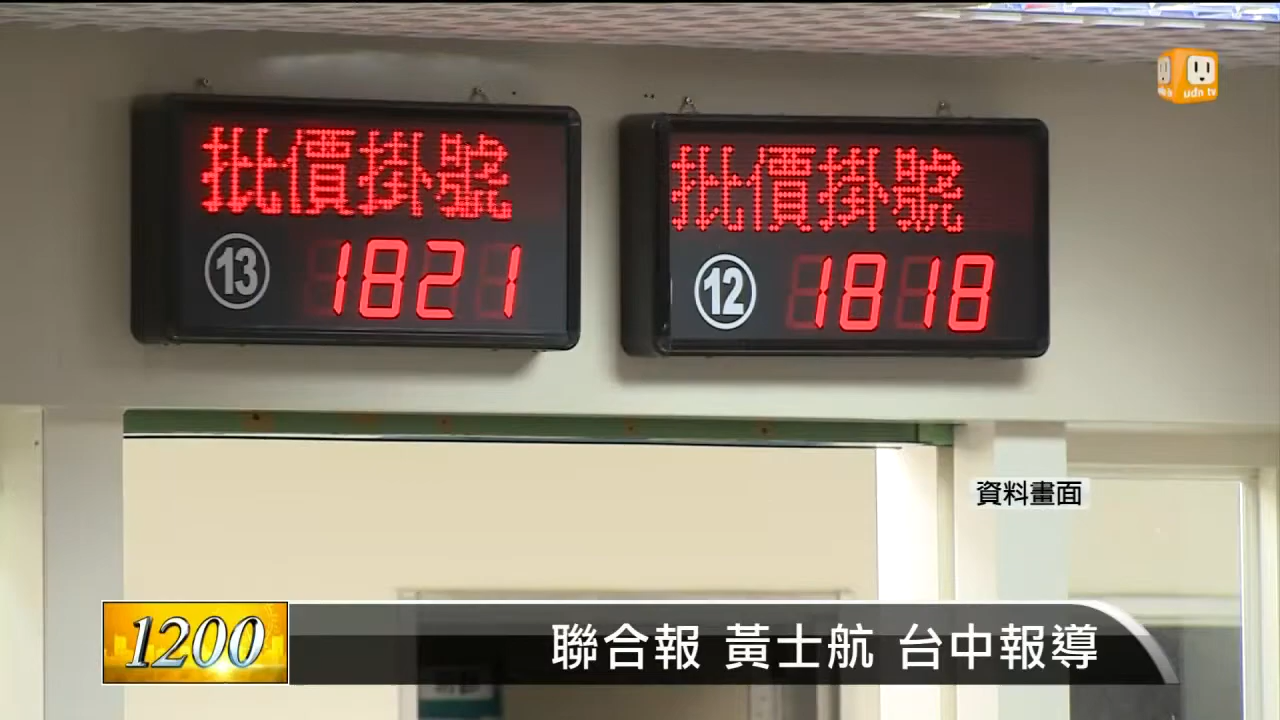 批價掛號
13 1821
批價掛號
12 1818
udn tv
資料畫面
1200
聯合報 黃士航 台中報導